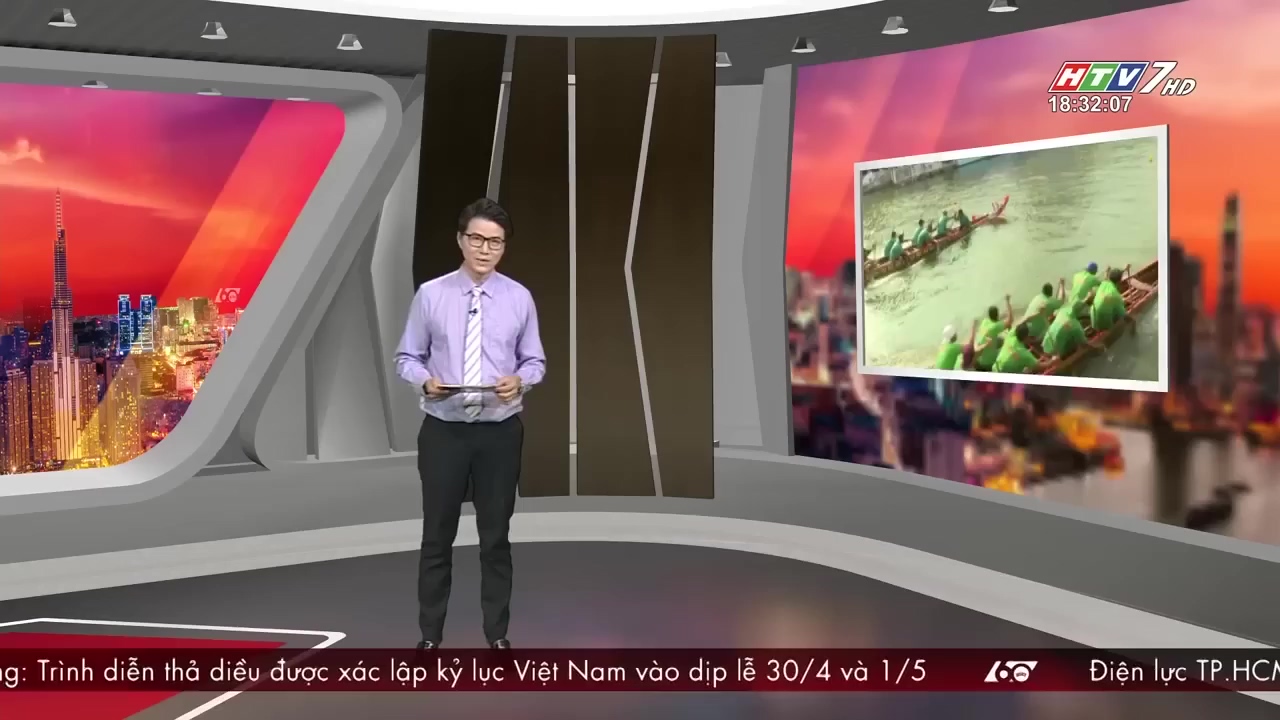 HTV7 HD
18:32:07
Trình diễn thả diều được xác lập kỷ lục Việt Nam vào dịp lễ 30/4 và 1/5
Điện lực TP.HCM